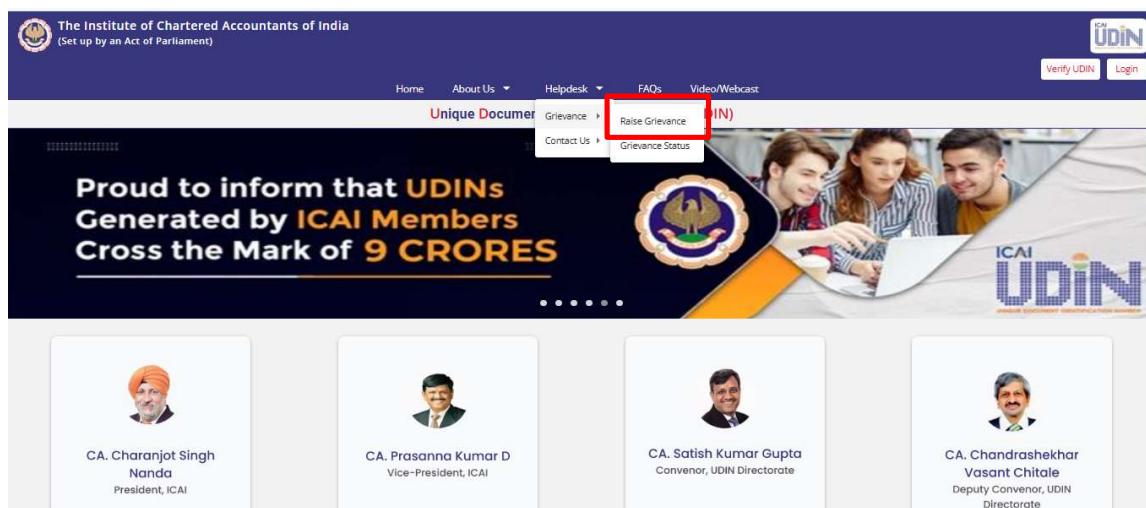 The Institute of Chartered Accountants of India
(Set up by an Act of Parliament)
ICAI
UDIN
Verify UDIN Login
Home About Us Helpdesk FAQs Video/Webcast
Unique Documen DIN)
Grievance
Raise Grievance
Contact Us
Grievance Status
Proud to inform that UDINs
Generated by ICAI Members
Cross the Mark of 9 CRORES
ICAI
UDIN
UNIQUE DOCUMENT IDENTIFICATION NUMBER
CA. Charanjot Singh
Nanda
President, ICAI
CA. Prasanna Kumar D
Vice-President, ICAI
CA. Satish Kumar Gupta
Convenor, UDIN Directorate
CA. Chandrashekhar
Vasant Chitale
Deputy Convenor, UDIN
Directorate